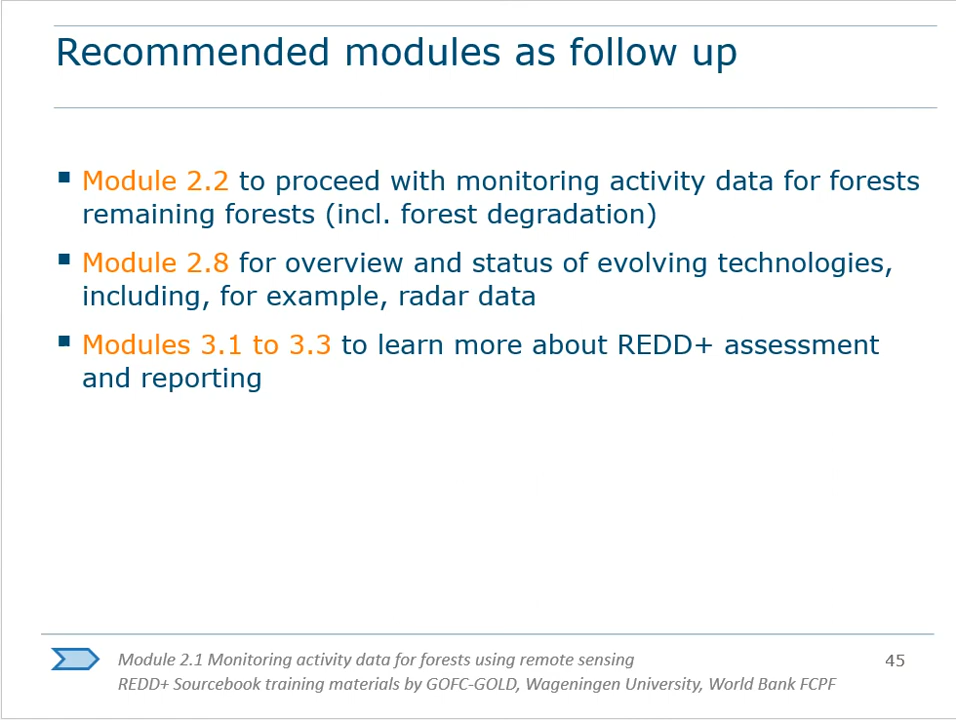 Recommended modules as follow up
▪ Module 2.2 to proceed with monitoring activity data for forests
remaining forests (incl. forest degradation)
▪ Module 2.8 for overview and status of evolving technologies,
including, for example, radar data
▪ Modules 3.1 to 3.3 to learn more about REDD+ assessment
and reporting
Module 2.1 Monitoring activity data for forests using remote sensing
REDD+ Sourcebook training materials by GOFC-GOLD, Wageningen University, World Bank FCPF
45